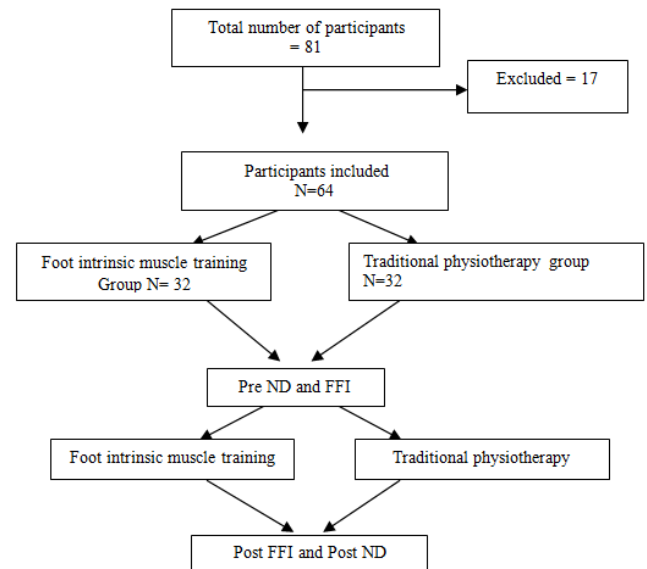 Total number of participants
= 81
Excluded = 17
Participants included
N=64
Foot intrinsic muscle training
Group N= 32
Traditional physiotherapy group
N=32
Pre ND and FFI
Foot intrinsic muscle training
Traditional physiotherapy
Post FFI and Post ND